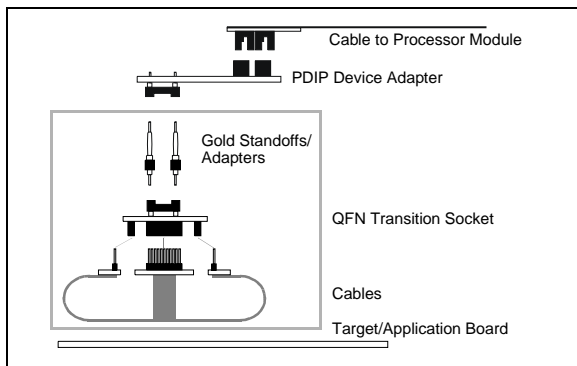 Cable to Processor Module
PDIP Device Adapter
Gold Standoffs/
Adapters
QFN Transition Socket
Cables
Target/Application Board